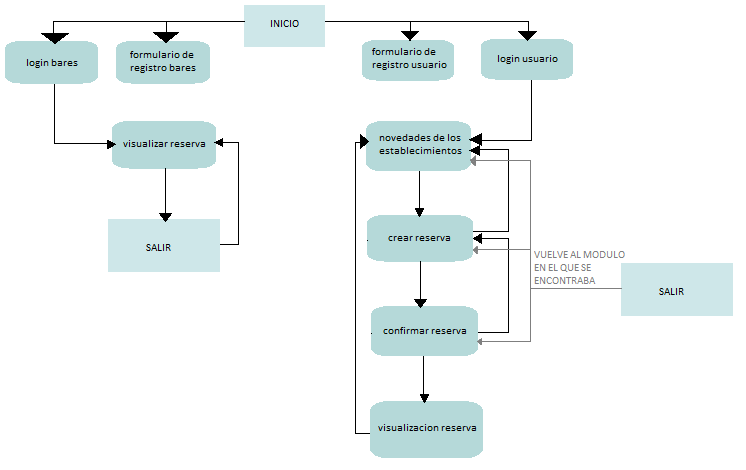 INICIO
login bares
formulario de
registro bares
formulario de
registro usuario
login usuario
visualizar reserva
novedades de los
establecimientos
SALIR
crear reserva
VUELVE AL MODULO
EN EL QUE SE
ENCONTRABA
SALIR
confirmar reserva
visualizacion reserva